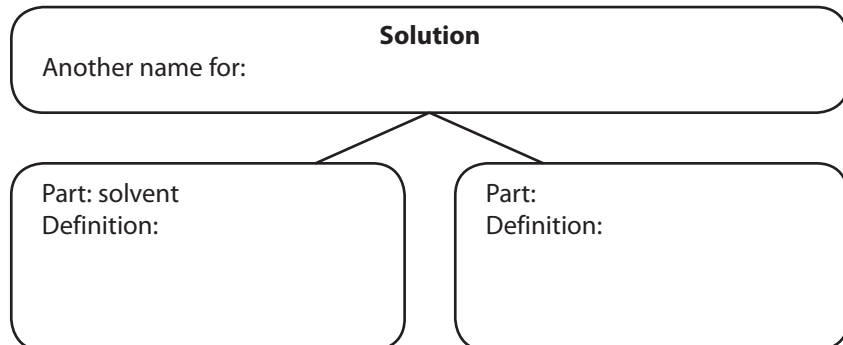 Solution
Another name for:
Part: solvent
Definition:
Part:
Definition: